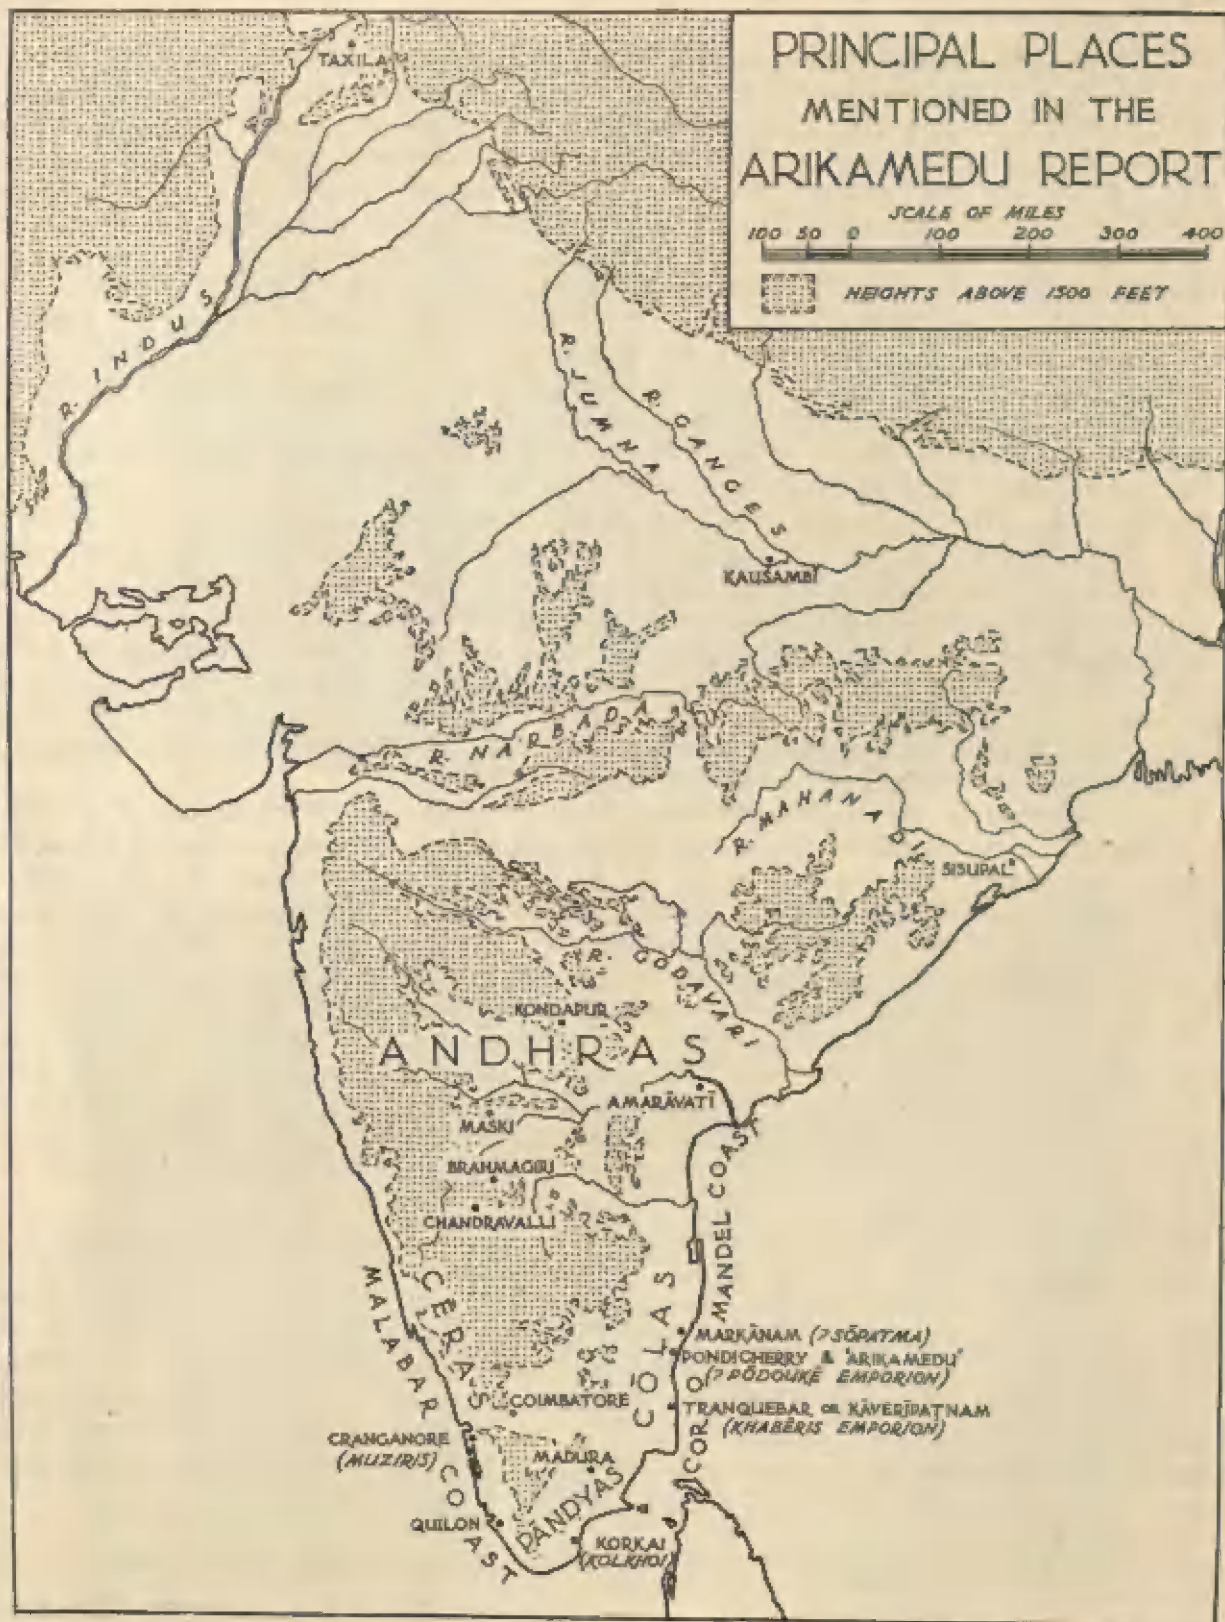 PRINCIPAL PLACES
MENTIONED IN THE
ARIKAMEDU REPORT
SCALE OF MILES
100 50 0 100 200 300 400
HEIGHTS ABOVE 1500 FEET
TAXILA
R. INDUS
R. JUMNA
R. GANGES
KAUSAMBI
R. NARBADA
R. MAHANADI
SISUPAL
R. GODAVARI
KONDAPUR
ANDHRAS
AMARĀVATĪ
MASKI
BRAHMAGIRI
CHANDRAVALLI
COROMANDEL COAST
MALABAR COAST
CĒRAS
CŌLAS
MARKĀNAM (? SŌPATMA)
PONDICHERRY & 'ARIKAMEDU'
(? PŌDOUKĒ EMPORION)
COIMBATORE
TRANQUEBAR OR KĀVERĪPATNAM
(KHABĒRIS EMPORION)
CRANGANORE
(MUZIRIS)
MADURA
PĀNDYAS
QUILON
KORKAI
(KOLKHOI)